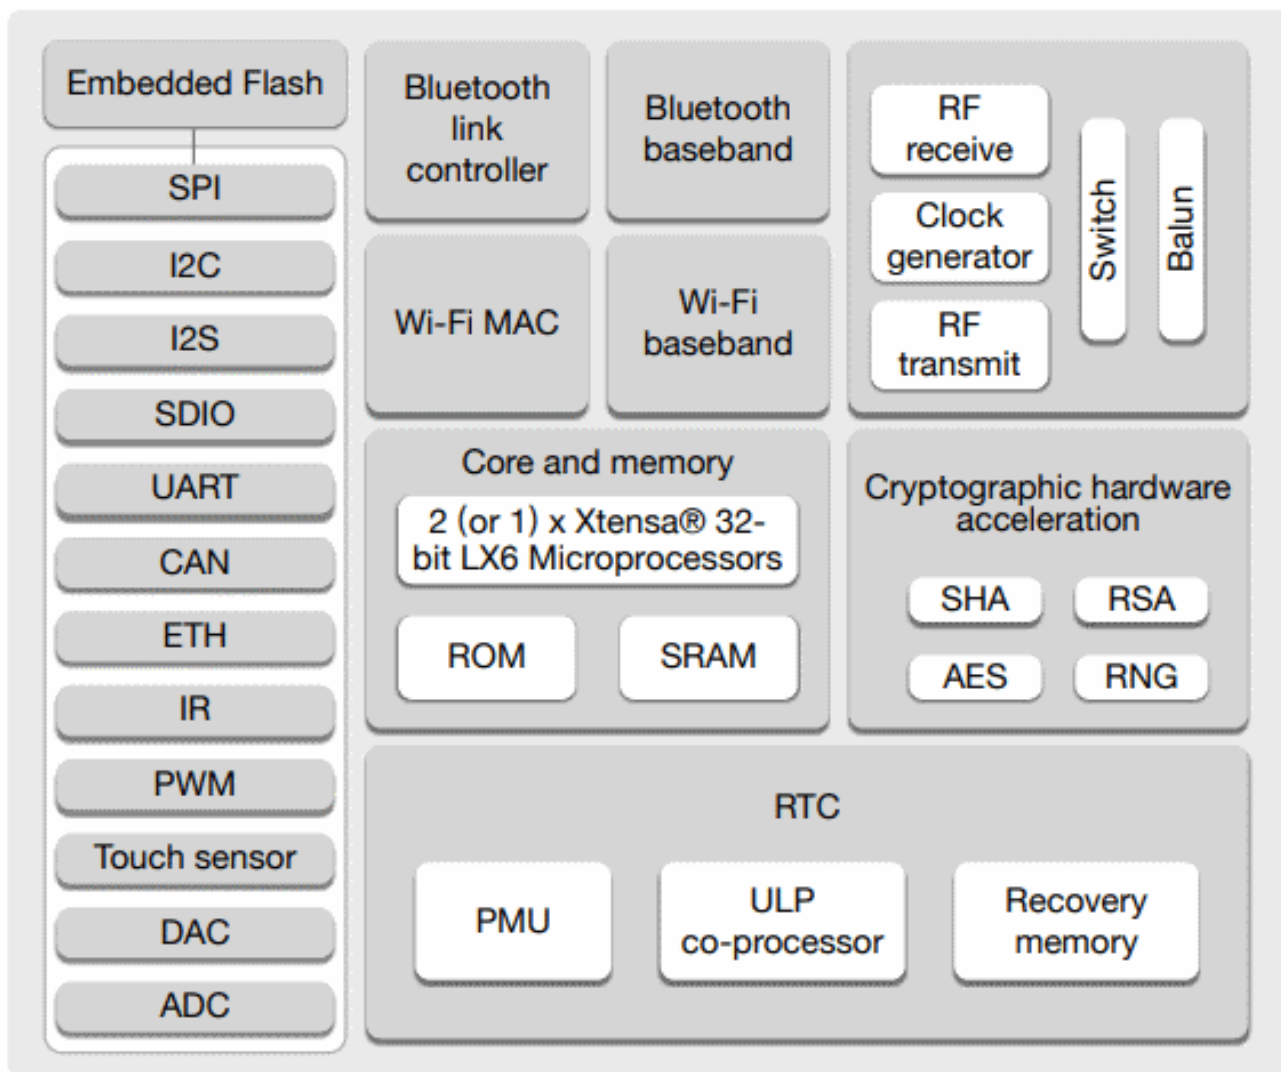 Embedded Flash
SPI
I2C
I2S
SDIO
UART
CAN
ETH
IR
PWM
Touch sensor
DAC
ADC
Bluetooth
link
controller
Bluetooth
baseband
Wi-Fi MAC
Wi-Fi
baseband
RF
receive
Clock
generator
RF
transmit
Switch
Balun
Core and memory
2 (or 1) x Xtensa® 32-
bit LX6 Microprocessors
ROM
SRAM
Cryptographic hardware
acceleration
SHA
RSA
AES
RNG
RTC
PMU
ULP
co-processor
Recovery
memory